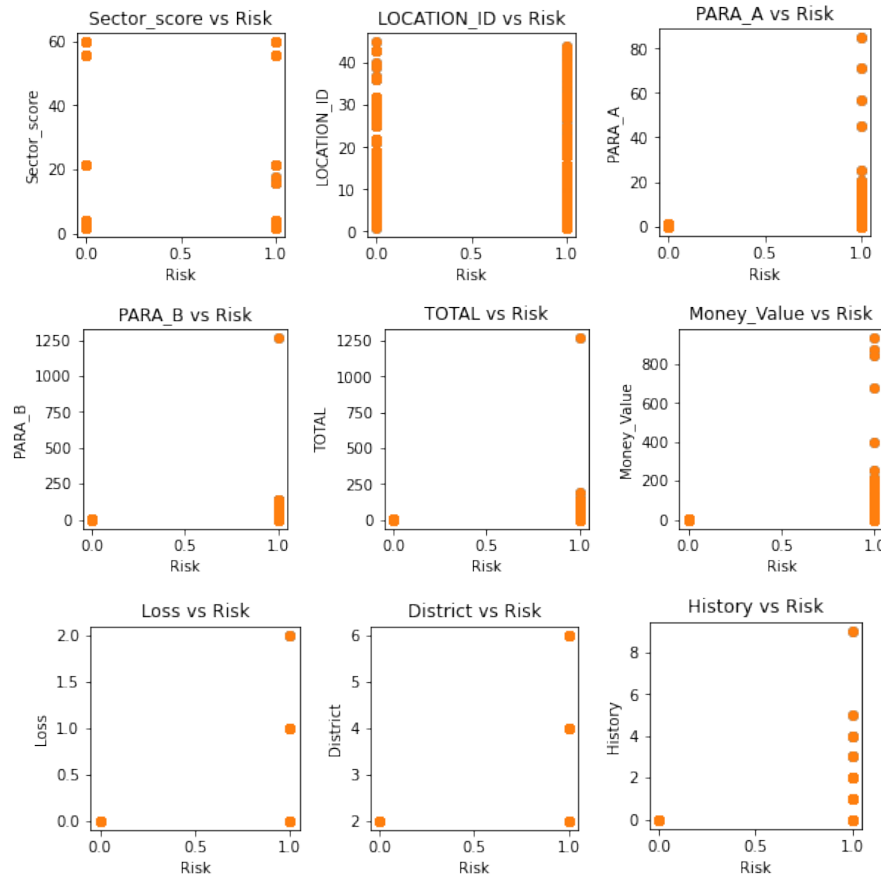 Sector_score vs Risk
Sector_score
60
40
20
0
0.0 0.5 1.0
Risk
LOCATION_ID vs Risk
LOCATION_ID
40
30
20
10
0
0.0 0.5 1.0
Risk
PARA_A vs Risk
PARA_A
80
60
40
20
0
0.0 0.5 1.0
Risk
PARA_B vs Risk
PARA_B
1250
1000
750
500
250
0
0.0 0.5 1.0
Risk
TOTAL vs Risk
TOTAL
1250
1000
750
500
250
0
0.0 0.5 1.0
Risk
Money_Value vs Risk
Money_Value
800
600
400
200
0
0.0 0.5 1.0
Risk
Loss vs Risk
Loss
2.0
1.5
1.0
0.5
0.0
0.0 0.5 1.0
Risk
District vs Risk
District
6
5
4
3
2
0.0 0.5 1.0
Risk
History vs Risk
History
8
6
4
2
0
0.0 0.5 1.0
Risk